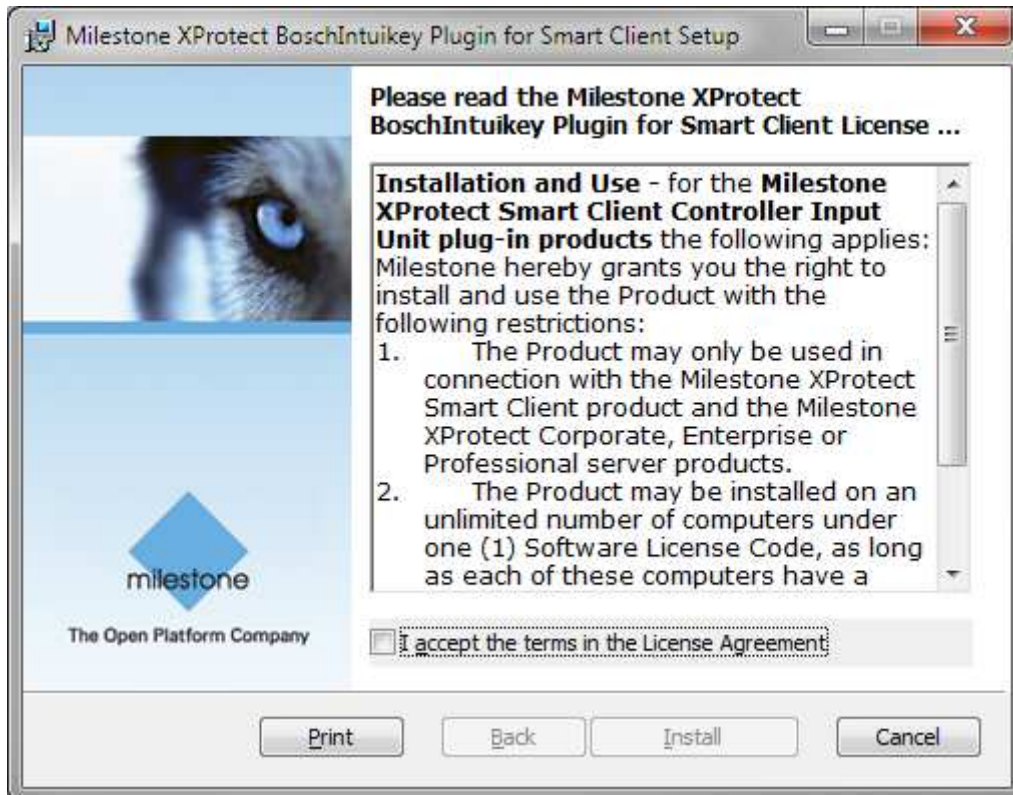 Milestone XProtect BoschIntuikey Plugin for Smart Client Setup
Please read the Milestone XProtect
BoschIntuikey Plugin for Smart Client License ...
Installation and Use - for the Milestone
XProtect Smart Client Controller Input
Unit plug-in products the following applies:
Milestone hereby grants you the right to
install and use the Product with the
following restrictions:
1. The Product may only be used in
connection with the Milestone XProtect
Smart Client product and the Milestone
XProtect Corporate, Enterprise or
Professional server products.
2. The Product may be installed on an
unlimited number of computers under
one (1) Software License Code, as long
as each of these computers have a
milestone
The Open Platform Company
I accept the terms in the License Agreement
Print Back Install Cancel